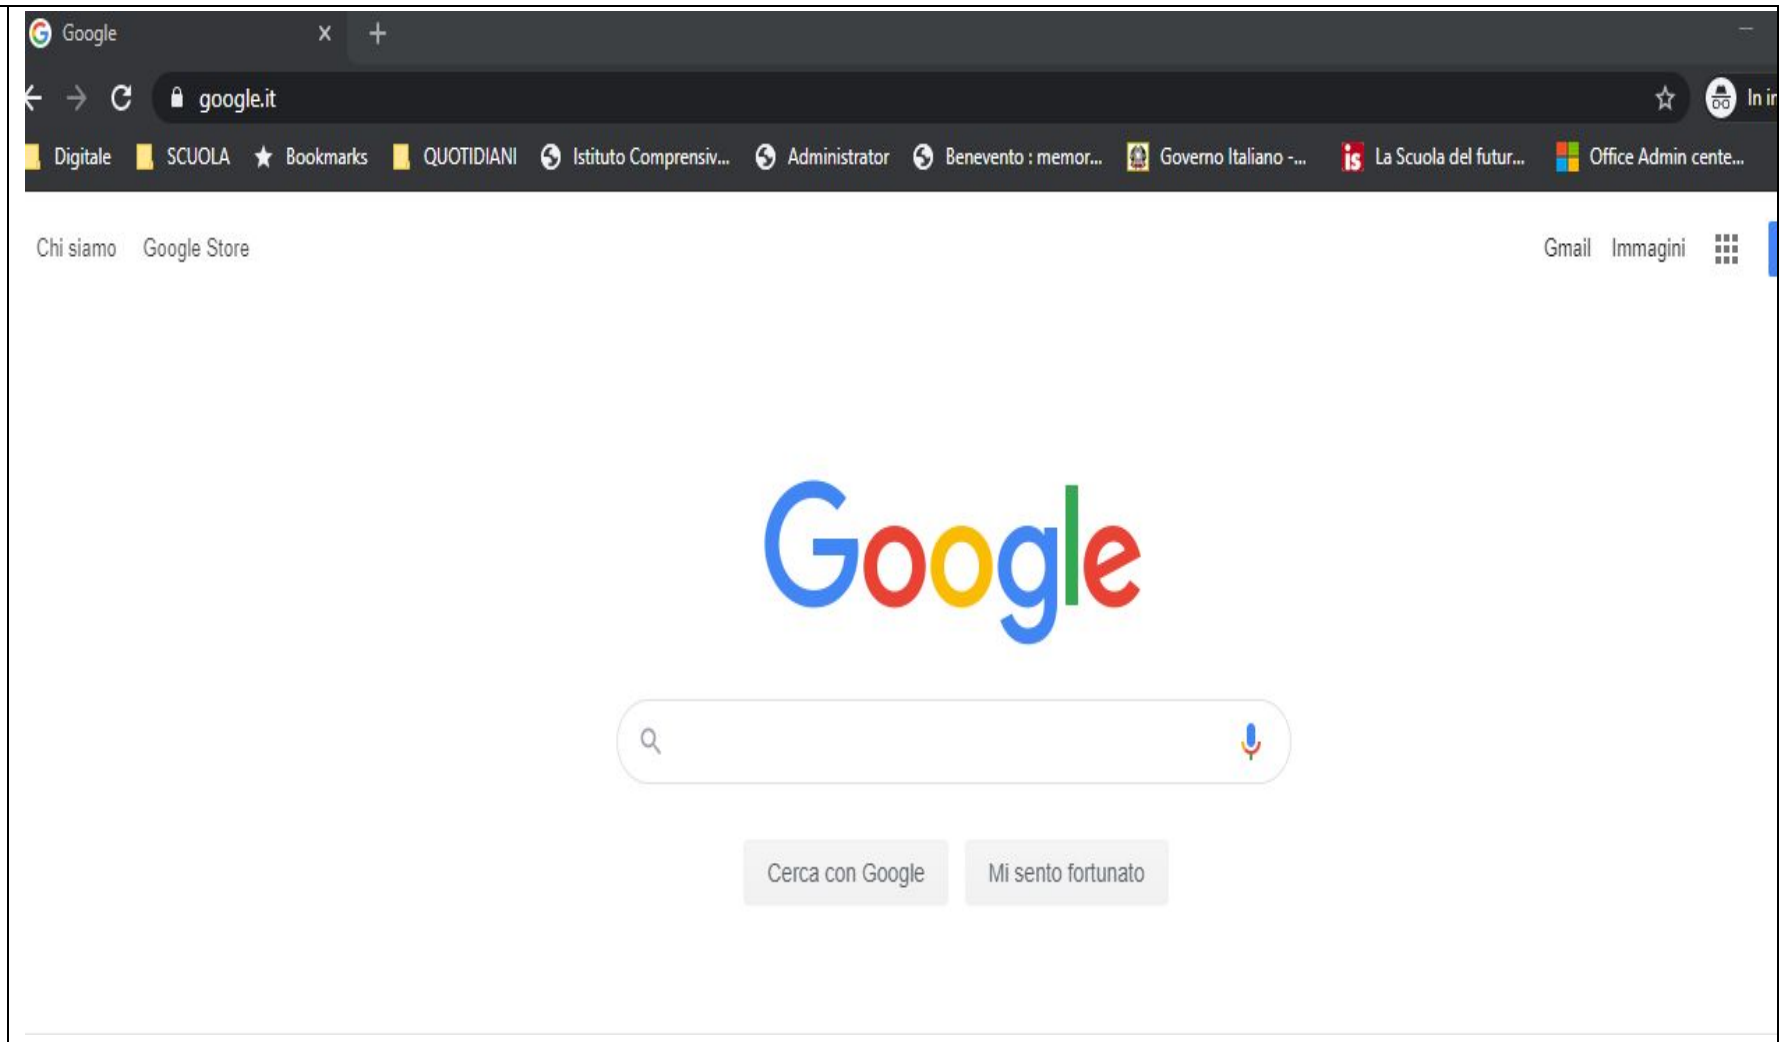 Google
google.it
In in
Digitale SCUOLA Bookmarks QUOTIDIANI Istituto Comprensiv... Administrator Benevento : memor... Governo Italiano -... is La Scuola del futur... Office Admin cente...
Chi siamo Google Store Gmail Immagini
Google
Cerca con Google Mi sento fortunato